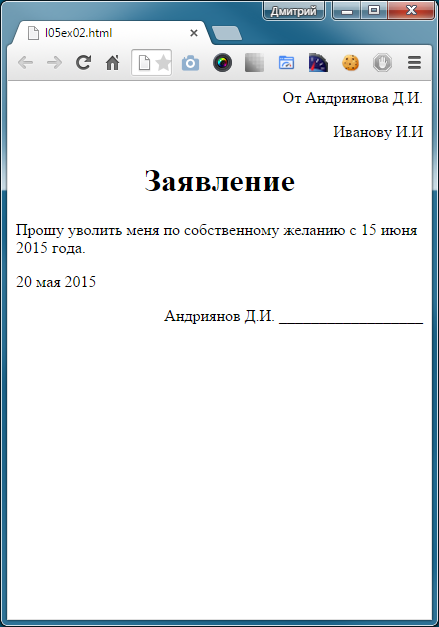 Дмитрий
l05ex02.html
От Андриянова Д.И.
Иванову И.И
Заявление
Прошу уволить меня по собственному желанию с 15 июня
2015 года.
20 мая 2015
Андриянов Д.И. __________________